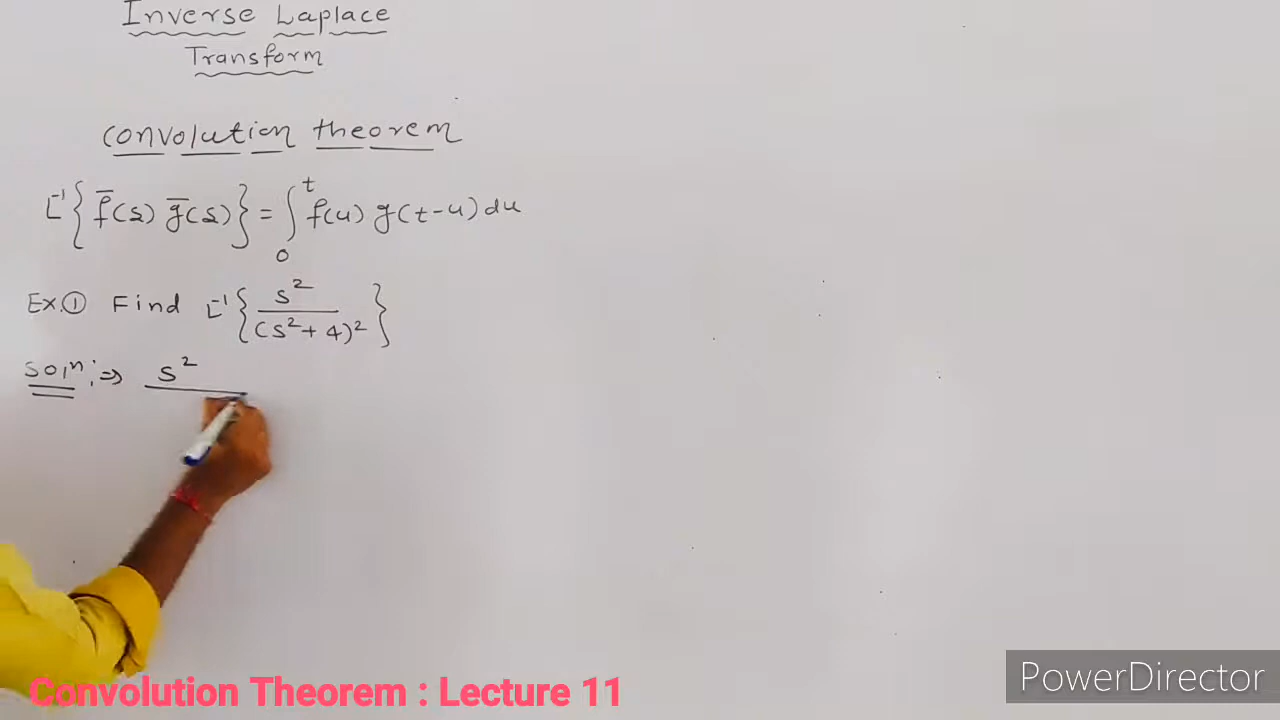 Inverse Laplace
Transform
convolution theorem
L⁻¹{ f̅(s) g̅(s) } = ∫₀ᵗ f(u) g(t-u) du
Ex.① Find L⁻¹{ s² / (s²+4)² }
Solⁿ: ⇒ s²
Convolution Theorem : Lecture 11
PowerDirector